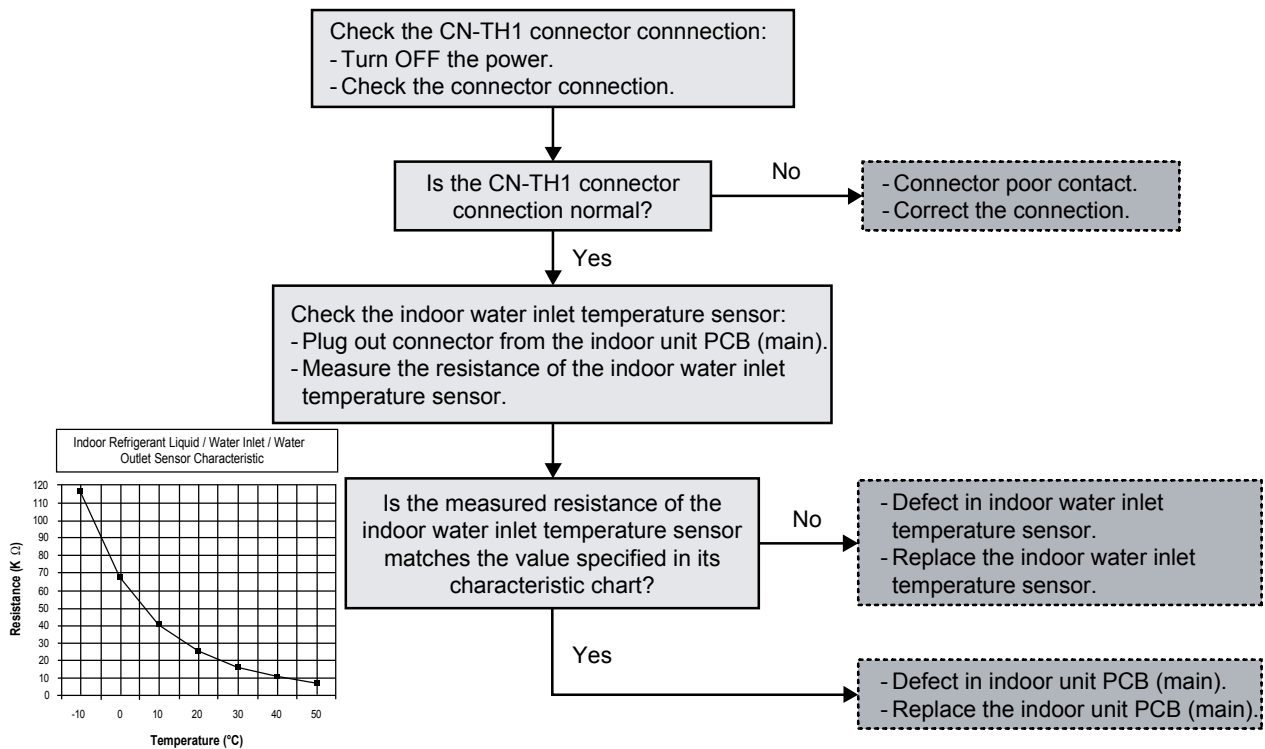 Check the CN-TH1 connector connnection:
- Turn OFF the power.
- Check the connector connection.
Is the CN-TH1 connector
connection normal?
No
- Connector poor contact.
- Correct the connection.
Yes
Check the indoor water inlet temperature sensor:
- Plug out connector from the indoor unit PCB (main).
- Measure the resistance of the indoor water inlet
temperature sensor.
Indoor Refrigerant Liquid / Water Inlet / Water
Outlet Sensor Characteristic
120
110
100
90
80
70
60
50
40
30
20
10
0
Resistance (K Ω)
-10 0 10 20 30 40 50
Temperature (°C)
Is the measured resistance of the
indoor water inlet temperature sensor
matches the value specified in its
characteristic chart?
No
- Defect in indoor water inlet
temperature sensor.
- Replace the indoor water inlet
temperature sensor.
Yes
- Defect in indoor unit PCB (main).
- Replace the indoor unit PCB (main).